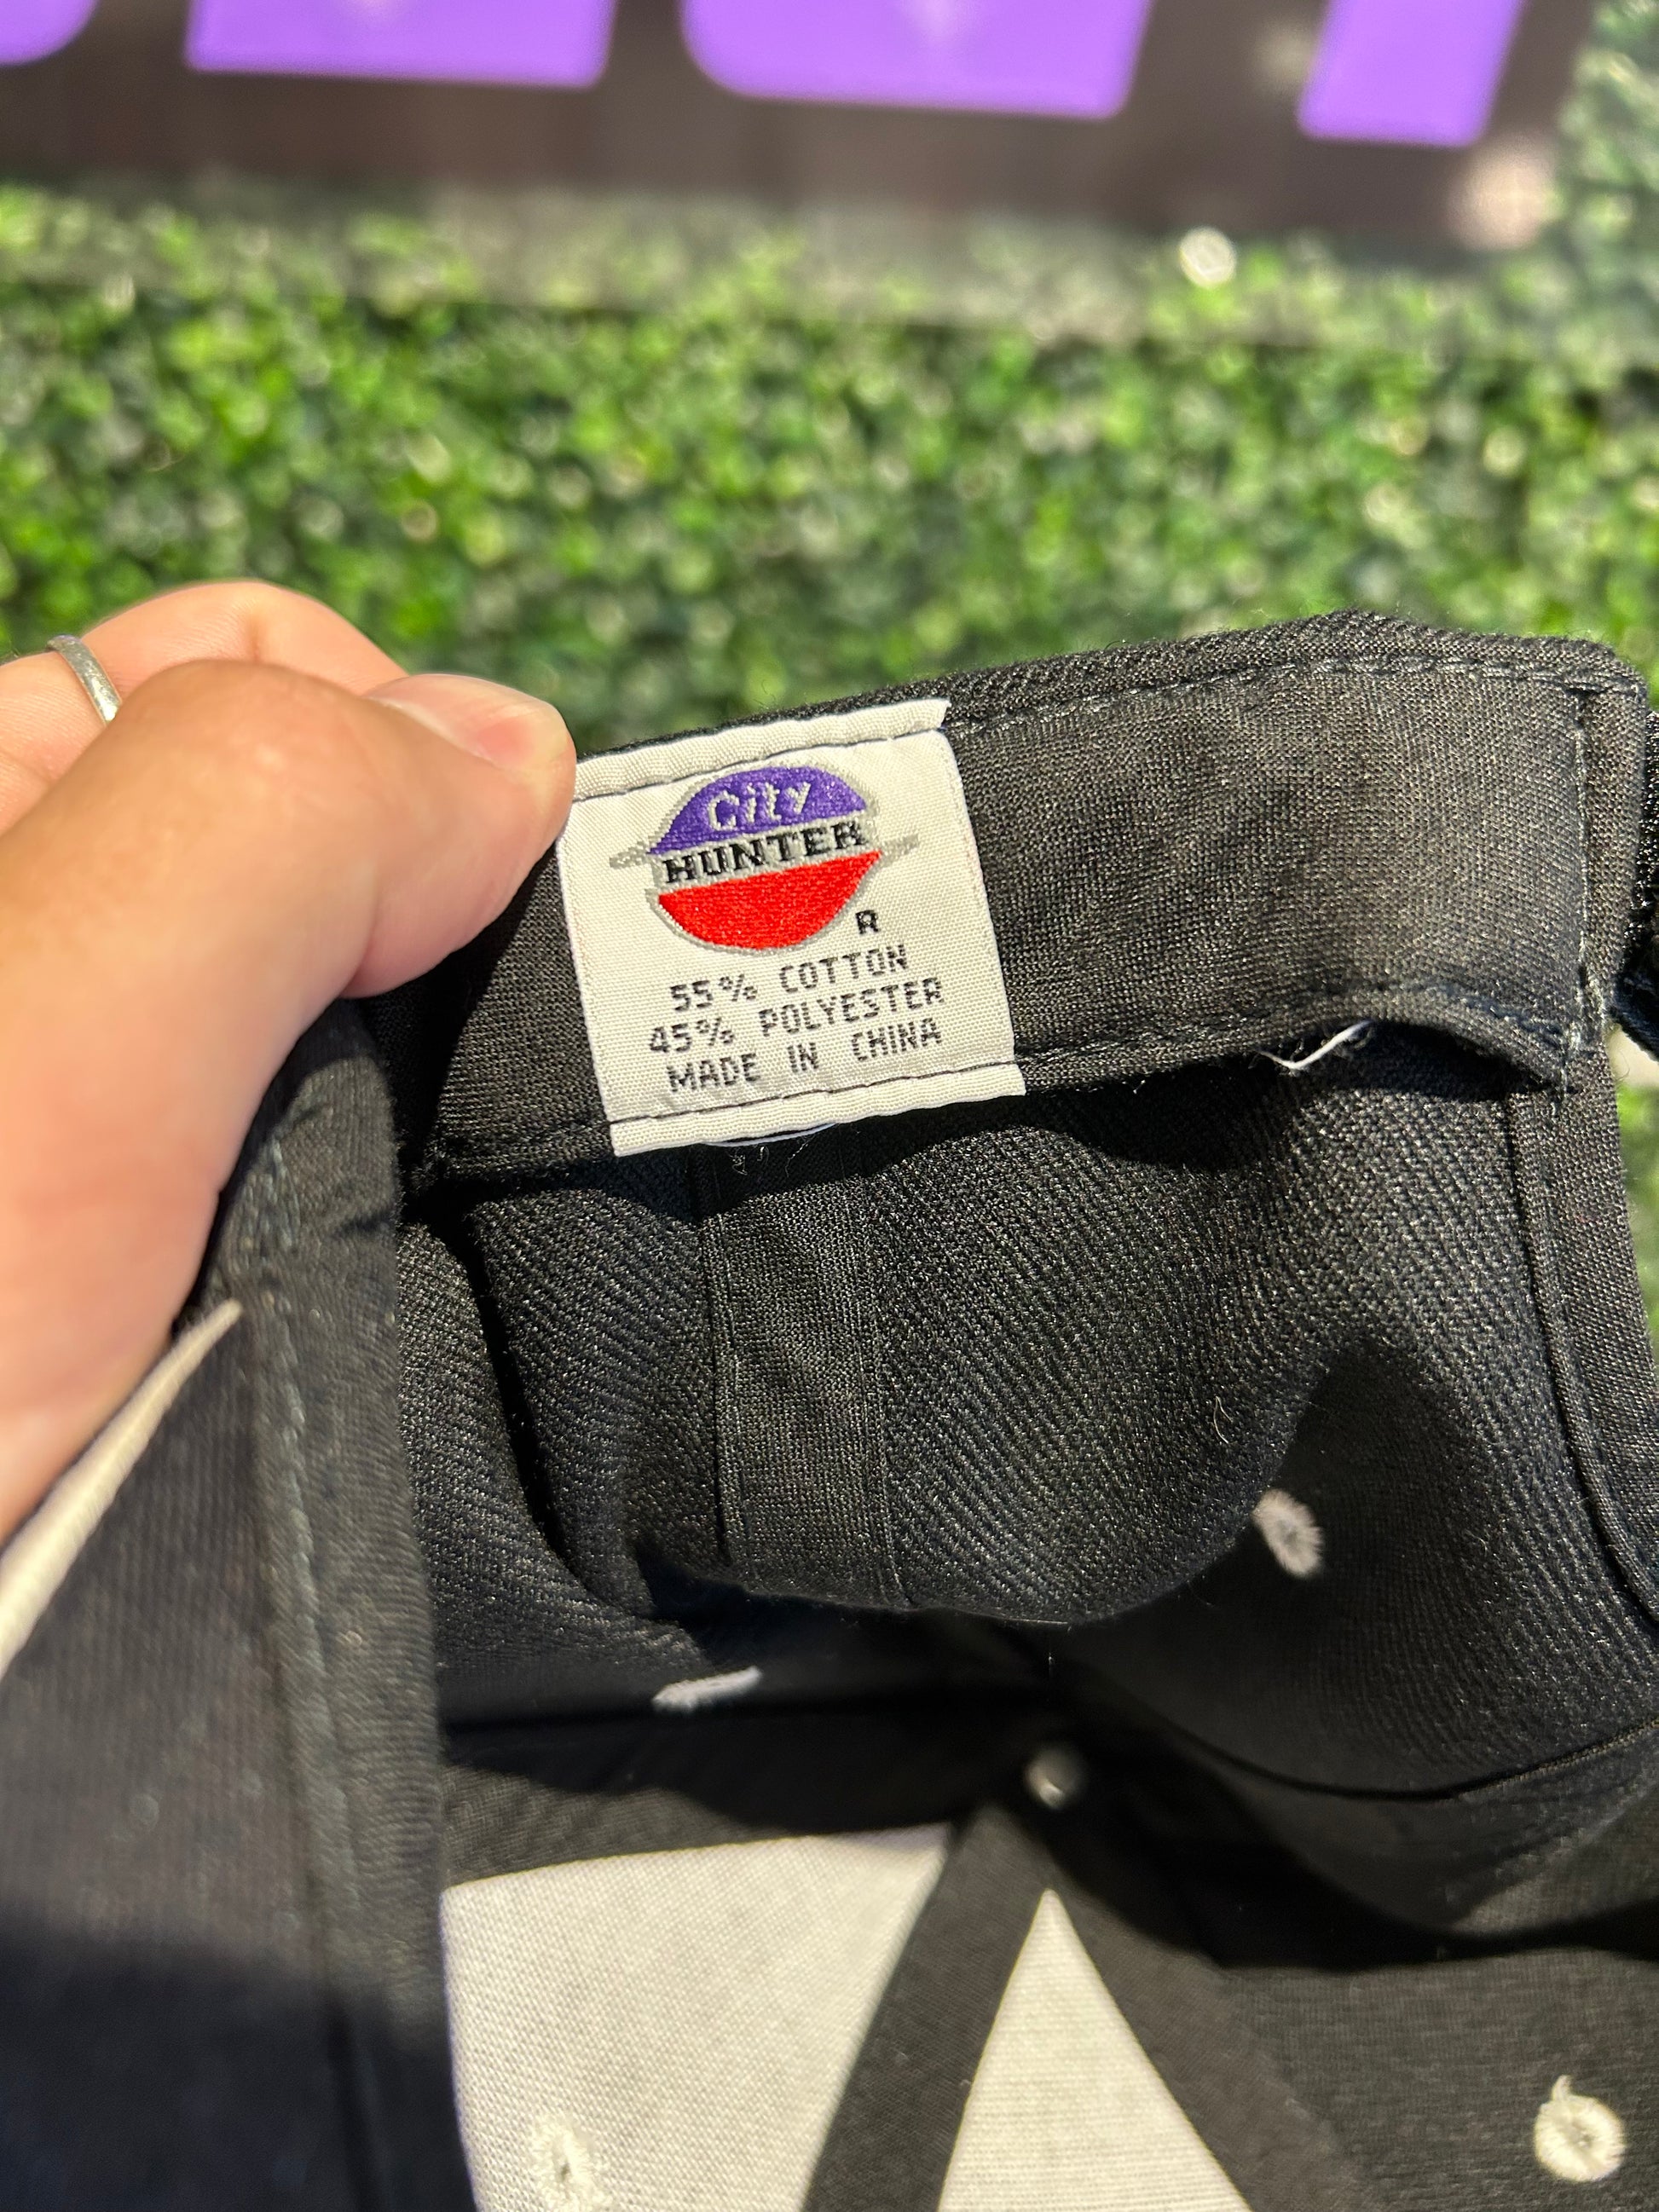 City
HUNTER
R
55% COTTON
45% POLYESTER
MADE IN CHINA